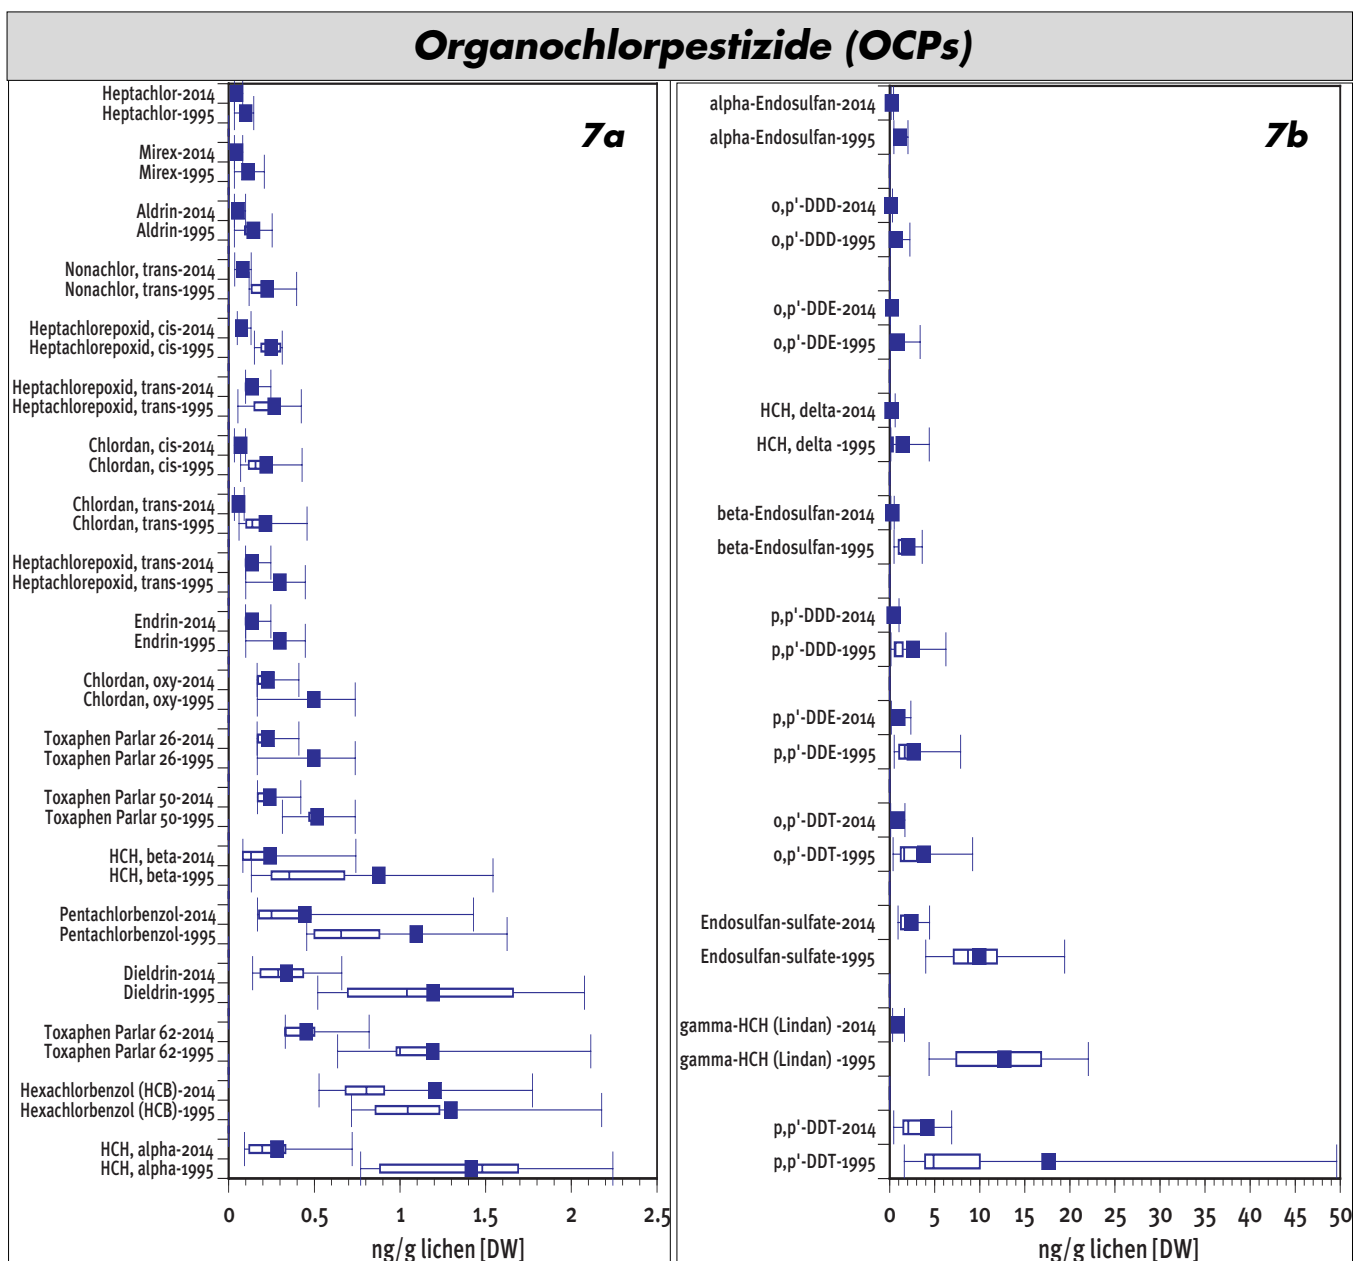 Organochlorpestizide (OCPs)
7a
Heptachlor-2014
Heptachlor-1995
Mirex-2014
Mirex-1995
Aldrin-2014
Aldrin-1995
Nonachlor, trans-2014
Nonachlor, trans-1995
Heptachlorepoxid, cis-2014
Heptachlorepoxid, cis-1995
Heptachlorepoxid, trans-2014
Heptachlorepoxid, trans-1995
Chlordan, cis-2014
Chlordan, cis-1995
Chlordan, trans-2014
Chlordan, trans-1995
Heptachlorepoxid, trans-2014
Heptachlorepoxid, trans-1995
Endrin-2014
Endrin-1995
Chlordan, oxy-2014
Chlordan, oxy-1995
Toxaphen Parlar 26-2014
Toxaphen Parlar 26-1995
Toxaphen Parlar 50-2014
Toxaphen Parlar 50-1995
HCH, beta-2014
HCH, beta-1995
Pentachlorbenzol-2014
Pentachlorbenzol-1995
Dieldrin-2014
Dieldrin-1995
Toxaphen Parlar 62-2014
Toxaphen Parlar 62-1995
Hexachlorbenzol (HCB)-2014
Hexachlorbenzol (HCB)-1995
HCH, alpha-2014
HCH, alpha-1995
0 0.5 1 1.5 2 2.5
ng/g lichen [DW]
7b
alpha-Endosulfan-2014
alpha-Endosulfan-1995
o,p'-DDD-2014
o,p'-DDD-1995
o,p'-DDE-2014
o,p'-DDE-1995
HCH, delta-2014
HCH, delta -1995
beta-Endosulfan-2014
beta-Endosulfan-1995
p,p'-DDD-2014
p,p'-DDD-1995
p,p'-DDE-2014
p,p'-DDE-1995
o,p'-DDT-2014
o,p'-DDT-1995
Endosulfan-sulfate-2014
Endosulfan-sulfate-1995
gamma-HCH (Lindan) -2014
gamma-HCH (Lindan) -1995
p,p'-DDT-2014
p,p'-DDT-1995
0 5 10 15 20 25 30 35 40 45 50
ng/g lichen [DW]